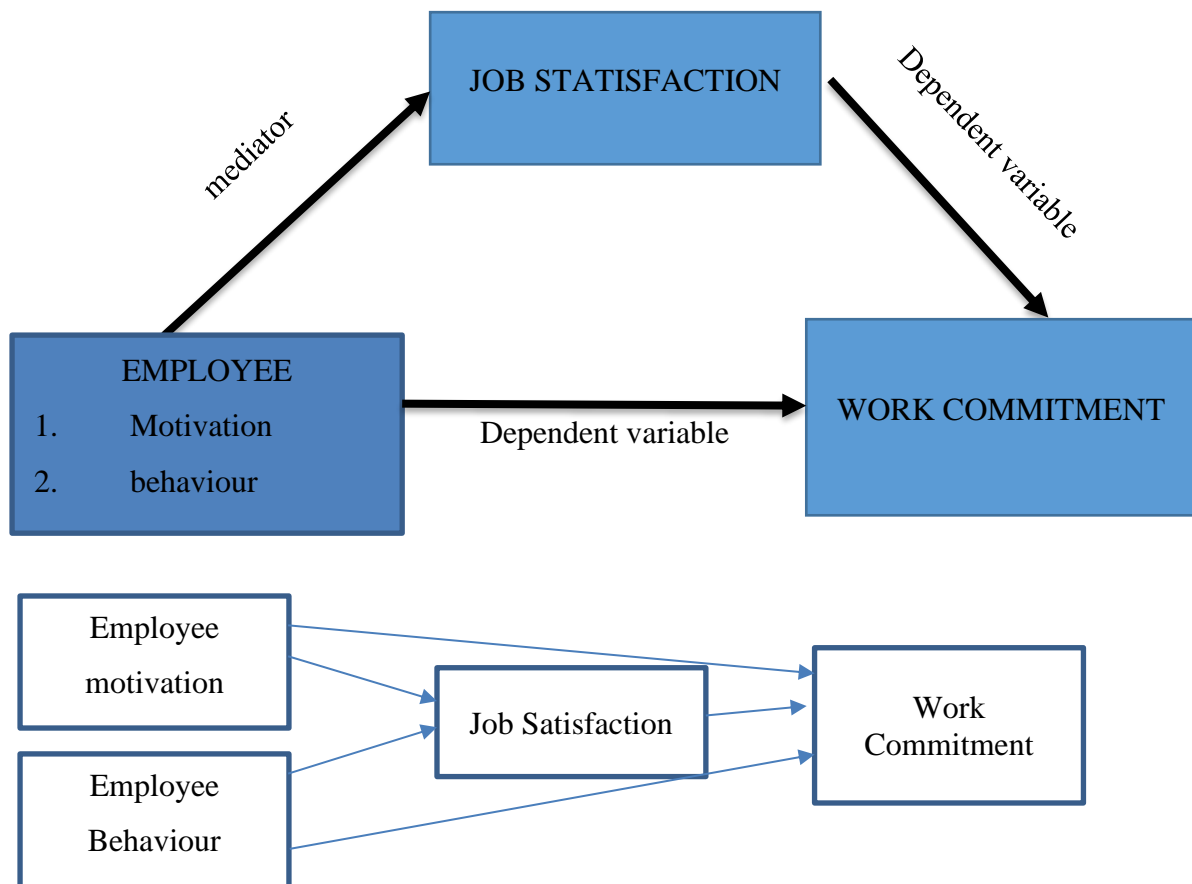 JOB STATISFACTION
Dependent variable
mediator
EMPLOYEE
1. Motivation
2. behaviour
Dependent variable
WORK COMMITMENT
Employee
motivation
Job Satisfaction
Work
Commitment
Employee
Behaviour